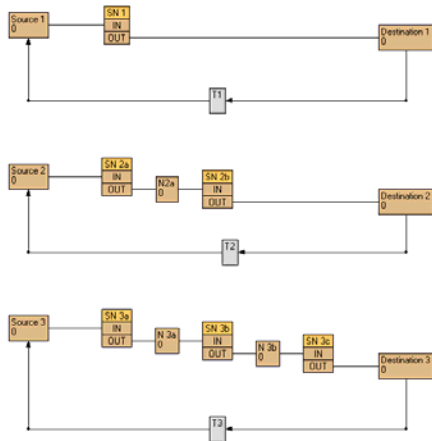 Source 1
0
SN 1
IN
OUT
Destination 1
0
T1
Source 2
0
SN 2a
IN
OUT
N2a
0
SN 2b
IN
OUT
Destination 2
0
T2
Source 3
0
SN 3a
IN
OUT
N 3a
0
SN 3b
IN
OUT
N 3b
0
SN 3c
IN
OUT
Destination 3
0
T3